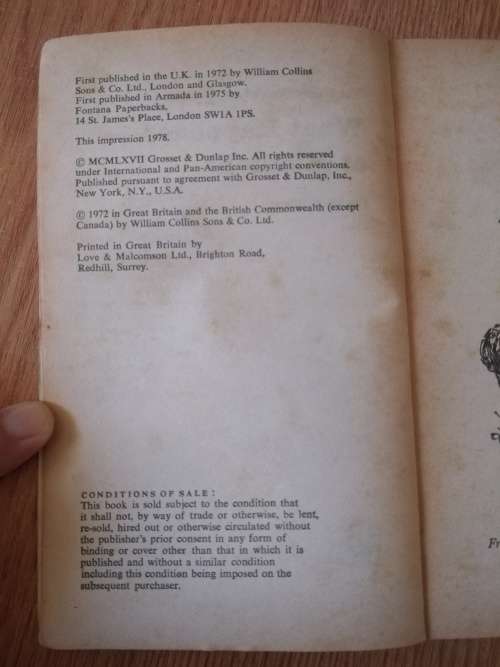 First published in the U.K. in 1972 by William Collins
Sons & Co. Ltd., London and Glasgow.
First published in Armada in 1975 by
Fontana Paperbacks,
14 St. James's Place, London SW1A 1PS.
This impression 1978.
© MCMLXVII Grosset & Dunlap Inc. All rights reserved
under International and Pan-American copyright conventions.
Published pursuant to agreement with Grosset & Dunlap, Inc.,
New York, N.Y., U.S.A.
© 1972 in Great Britain and the British Commonwealth (except
Canada) by William Collins Sons & Co. Ltd.
Printed in Great Britain by
Love & Malcomson Ltd., Brighton Road,
Redhill, Surrey.
CONDITIONS OF SALE:
This book is sold subject to the condition that
it shall not, by way of trade or otherwise, be lent,
re-sold, hired out or otherwise circulated without
the publisher's prior consent in any form of
binding or cover other than that in which it is
published and without a similar condition
including this condition being imposed on the
subsequent purchaser.